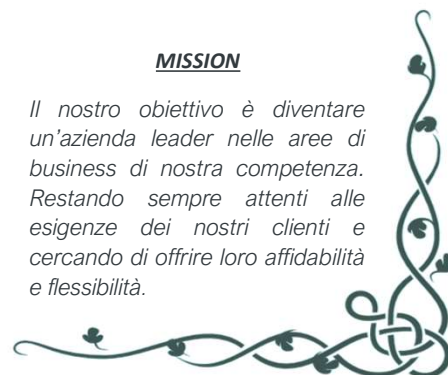 MISSION
Il nostro obiettivo è diventare
un’azienda leader nelle aree di
business di nostra competenza.
Restando sempre attenti alle
esigenze dei nostri clienti e
cercando di offrire loro affidabilità
e flessibilità.